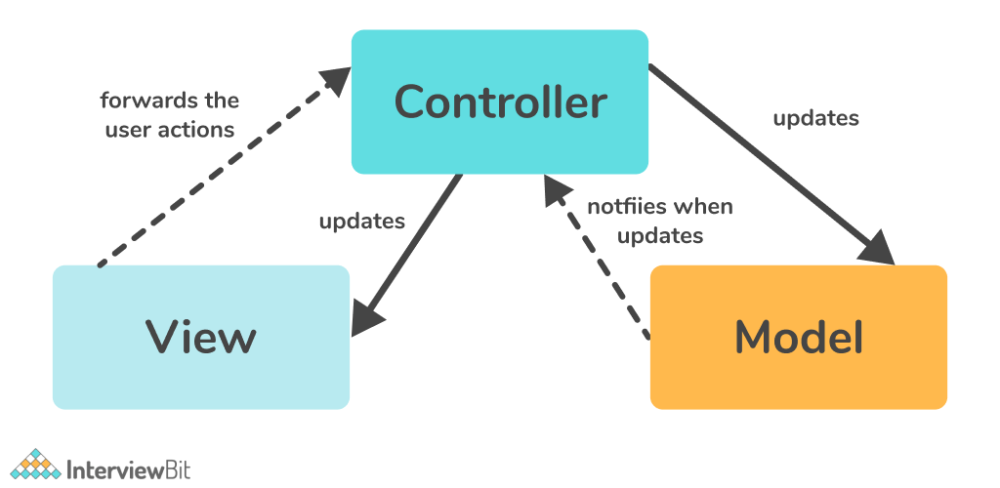 Controller
forwards the
user actions
updates
updates
notfiies when
updates
View
Model
InterviewBit